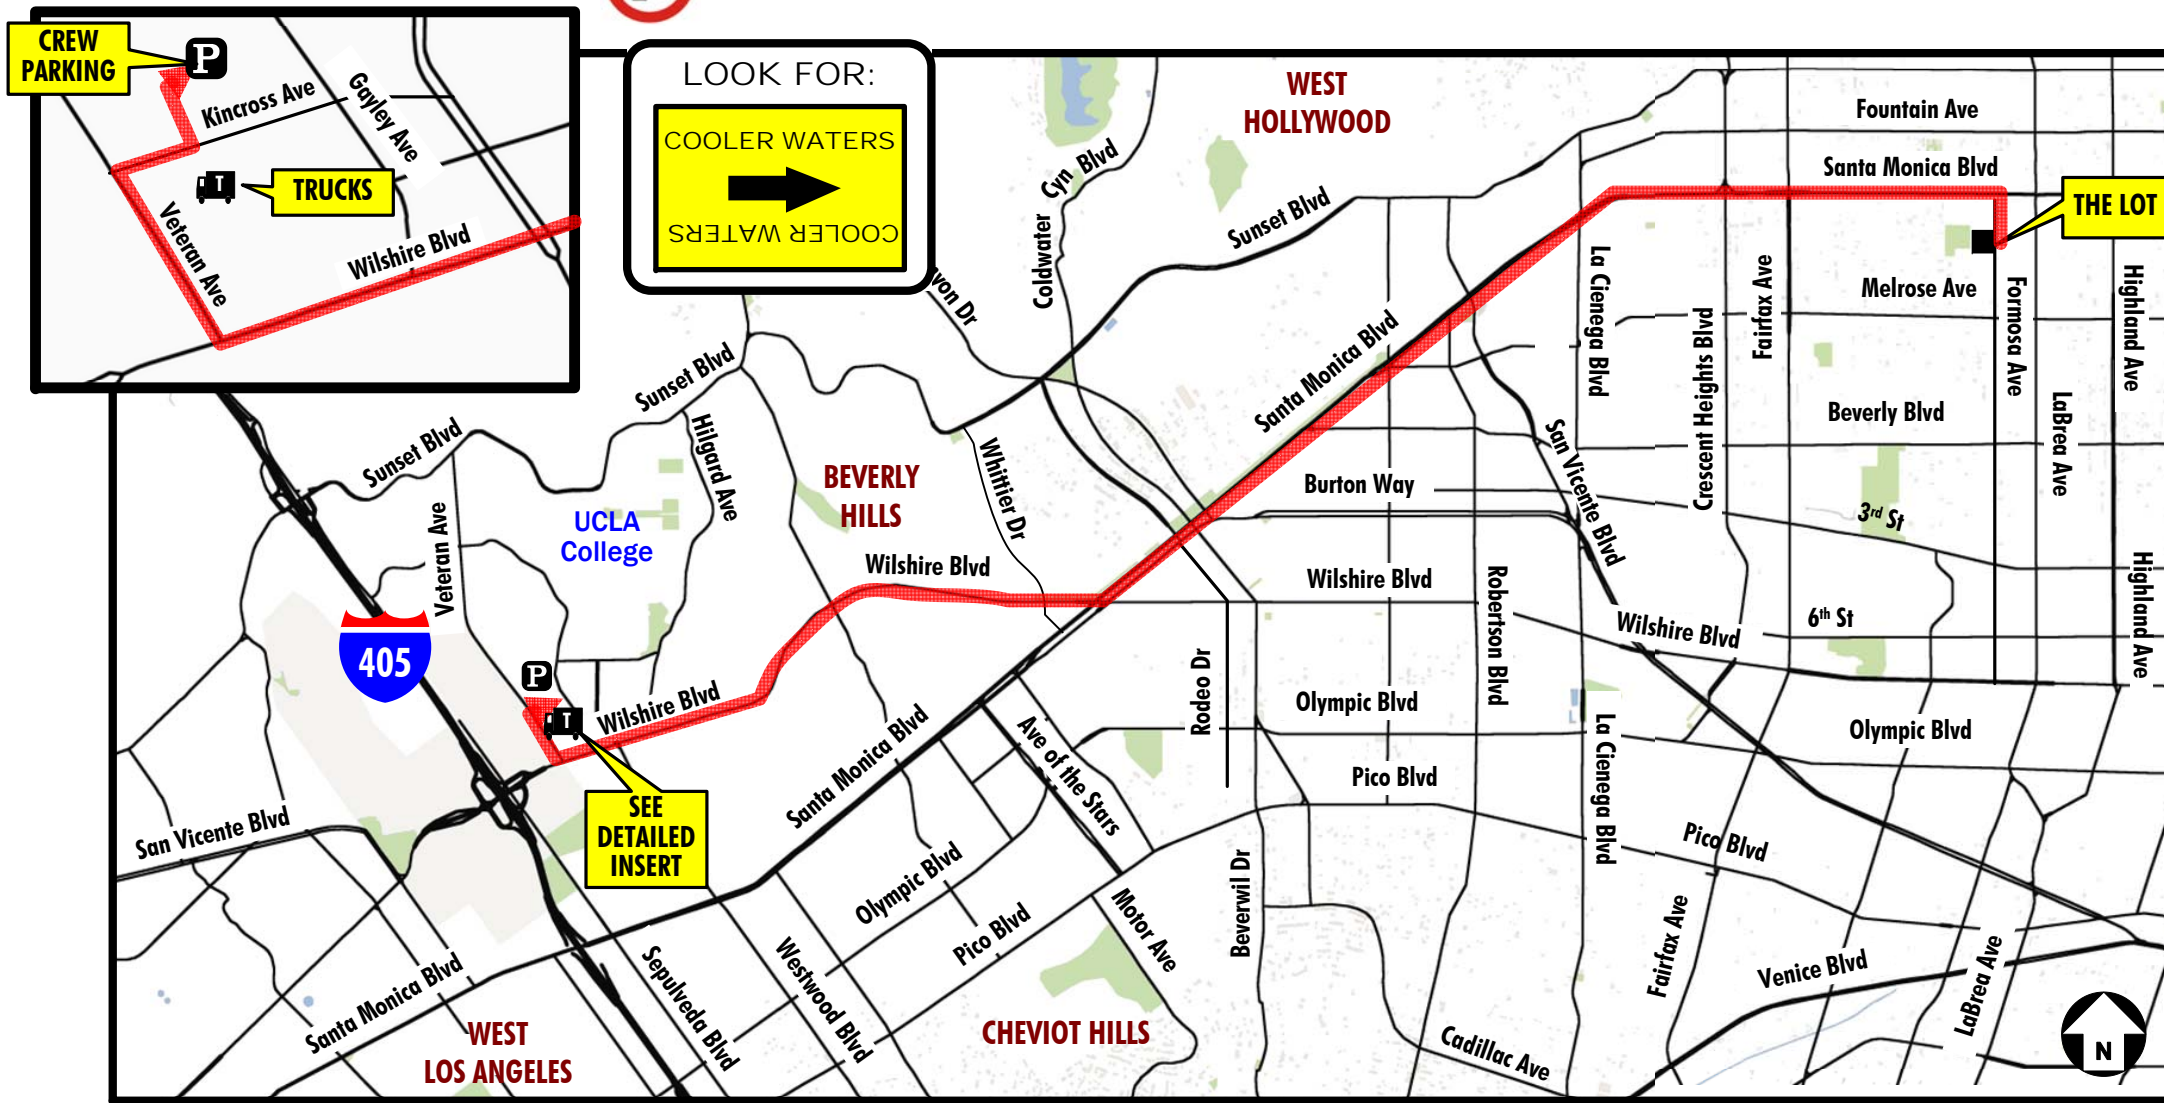 CREW
PARKING
P
Kincross Ave
Gayley Ave
T
TRUCKS
Veteran Ave
Wilshire Blvd
LOOK FOR:
COOLER WATERS
COOLER WATERS
WEST
HOLLYWOOD
Coldwater Cyn Blvd
Sunset Blvd
Fountain Ave
Santa Monica Blvd
THE LOT
La Cienega Blvd
Fairfax Ave
Melrose Ave
Formosa Ave
Highland Ave
Crescent Heights Blvd
Santa Monica Blvd
Sunset Blvd
Sunset Blvd
Hilgard Ave
Whittier Dr
BEVERLY
HILLS
Beverly Blvd
LaBrea Ave
San Vicente Blvd
Burton Way
3rd St
UCLA
College
Veteran Ave
Wilshire Blvd
Wilshire Blvd
Robertson Blvd
Wilshire Blvd
6th St
Highland Ave
405
P
T
Wilshire Blvd
Rodeo Dr
Olympic Blvd
Olympic Blvd
SEE
DETAILED
INSERT
Santa Monica Blvd
Ave of the Stars
Pico Blvd
La Cienega Blvd
Pico Blvd
San Vicente Blvd
Olympic Blvd
Pico Blvd
Motor Ave
Beverwil Dr
Fairfax Ave
Venice Blvd
LaBrea Ave
Santa Monica Blvd
Sepulveda Blvd
Westwood Blvd
WEST
LOS ANGELES
CHEVIOT HILLS
Cadillac Ave
N